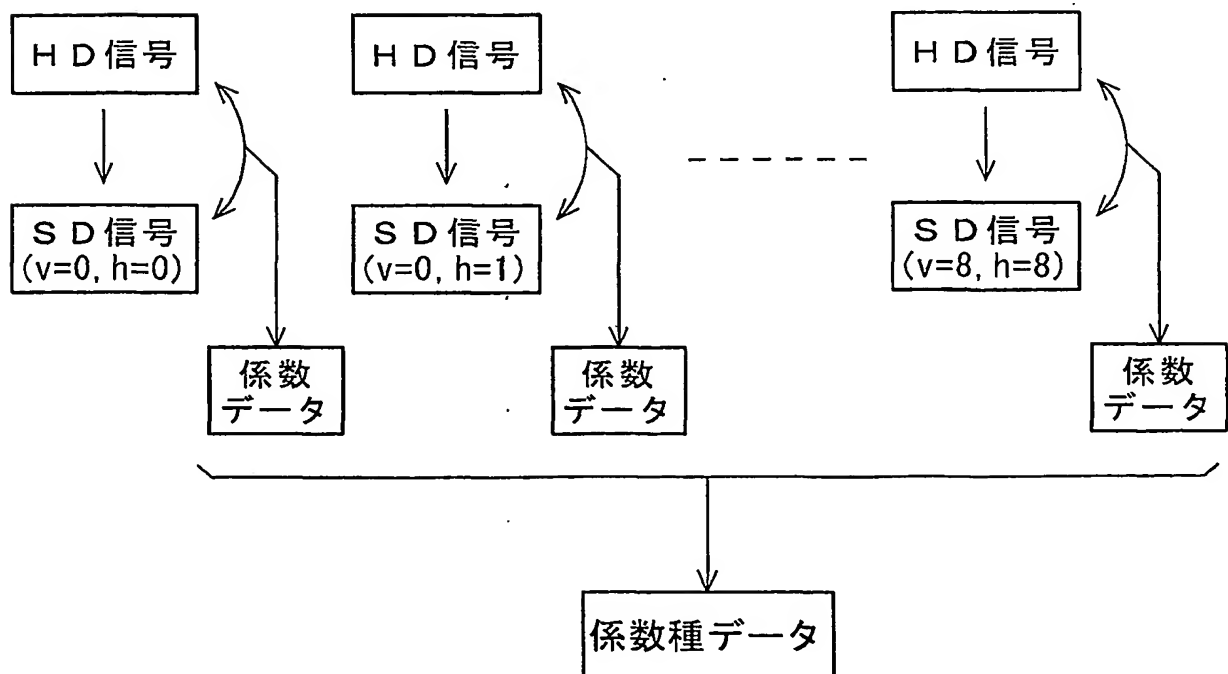 HD信号
SD信号
(v=0, h=0)
係数
データ
HD信号
SD信号
(v=0, h=1)
係数
データ
HD信号
SD信号
(v=8, h=8)
係数
データ
係数種データ